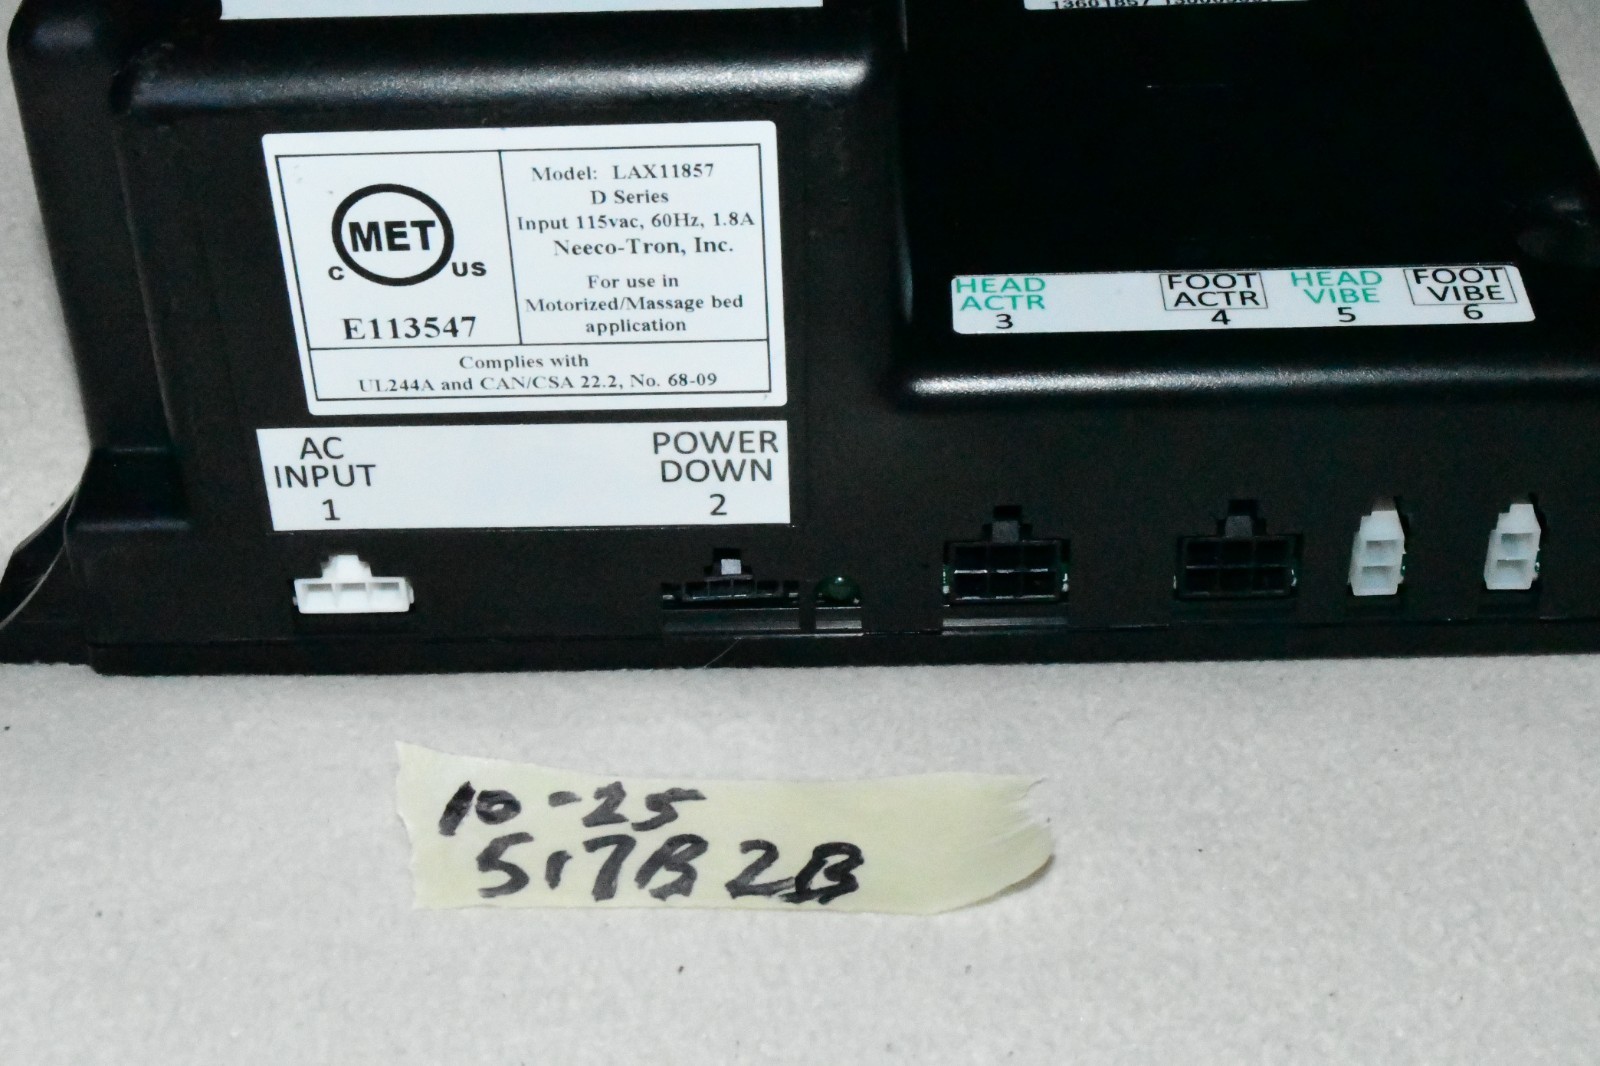 MET
C US
E113547
Model: LAX11857
D Series
Input 115vac, 60Hz, 1.8A
Neeco-Tron, Inc.
For use in
Motorized/Massage bed
application
Complies with
UL244A and CAN/CSA 22.2, No. 68-09
AC
INPUT
1
POWER
DOWN
2
HEAD
ACTR
3
FOOT
ACTR
4
HEAD
VIBE
5
FOOT
VIBE
6
10-25
517B2B